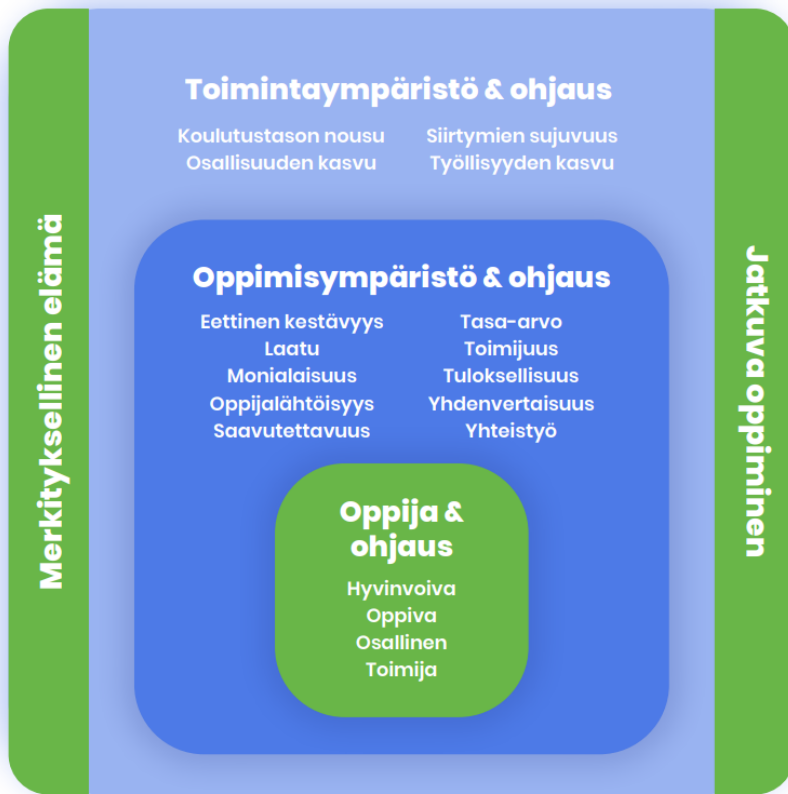 Merkityksellinen elämä
Toimintaympäristö & ohjaus
Koulutustason nousu
Osallisuuden kasvu
Siirtymien sujuvuus
Työllisyyden kasvu
Oppimisympäristö & ohjaus
Eettinen kestävyys
Laatu
Monialaisuus
Oppijalähtöisyys
Saavutettavuus
Tasa-arvo
Toimijuus
Tuloksellisuus
Yhdenvertaisuus
Yhteistyö
Oppija &
ohjaus
Hyvinvoiva
Oppiva
Osallinen
Toimija
Jatkuva oppiminen